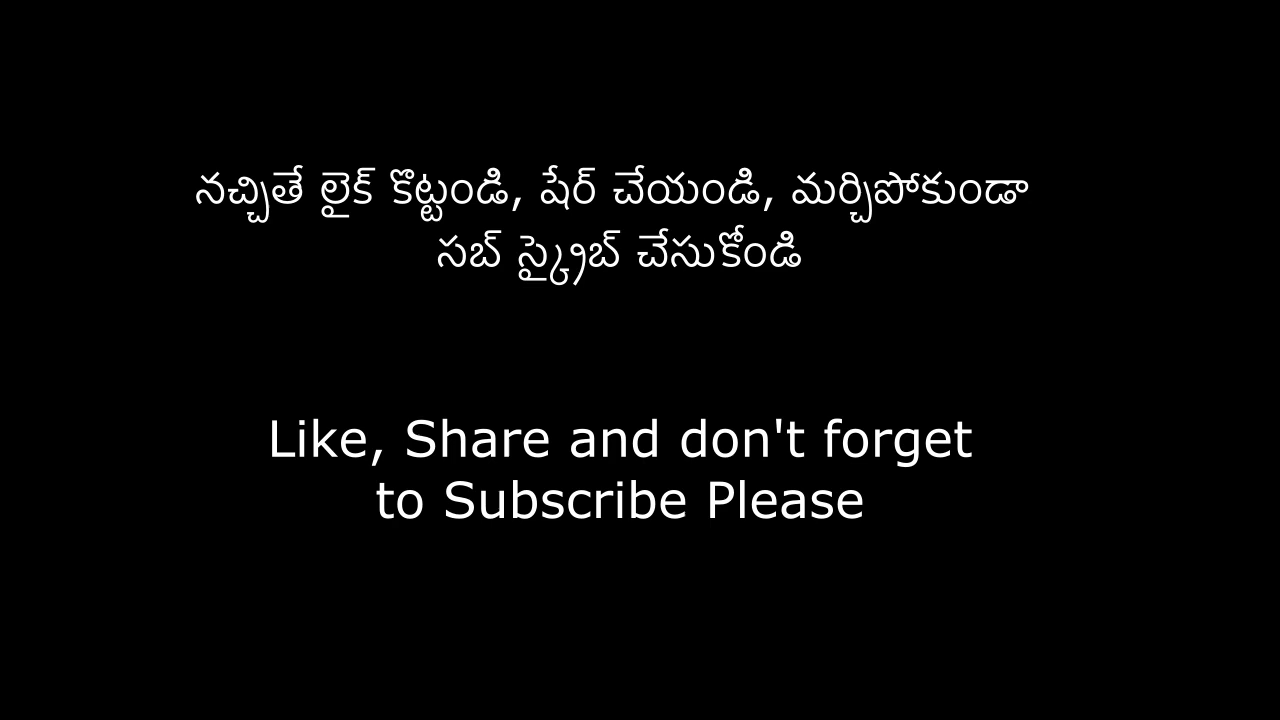 నచ్చితే లైక్ కొట్టండి, షేర్ చేయండి, మర్చిపోకుండా
సబ్ స్క్రైబ్ చేసుకోండి
Like, Share and don't forget
to Subscribe Please